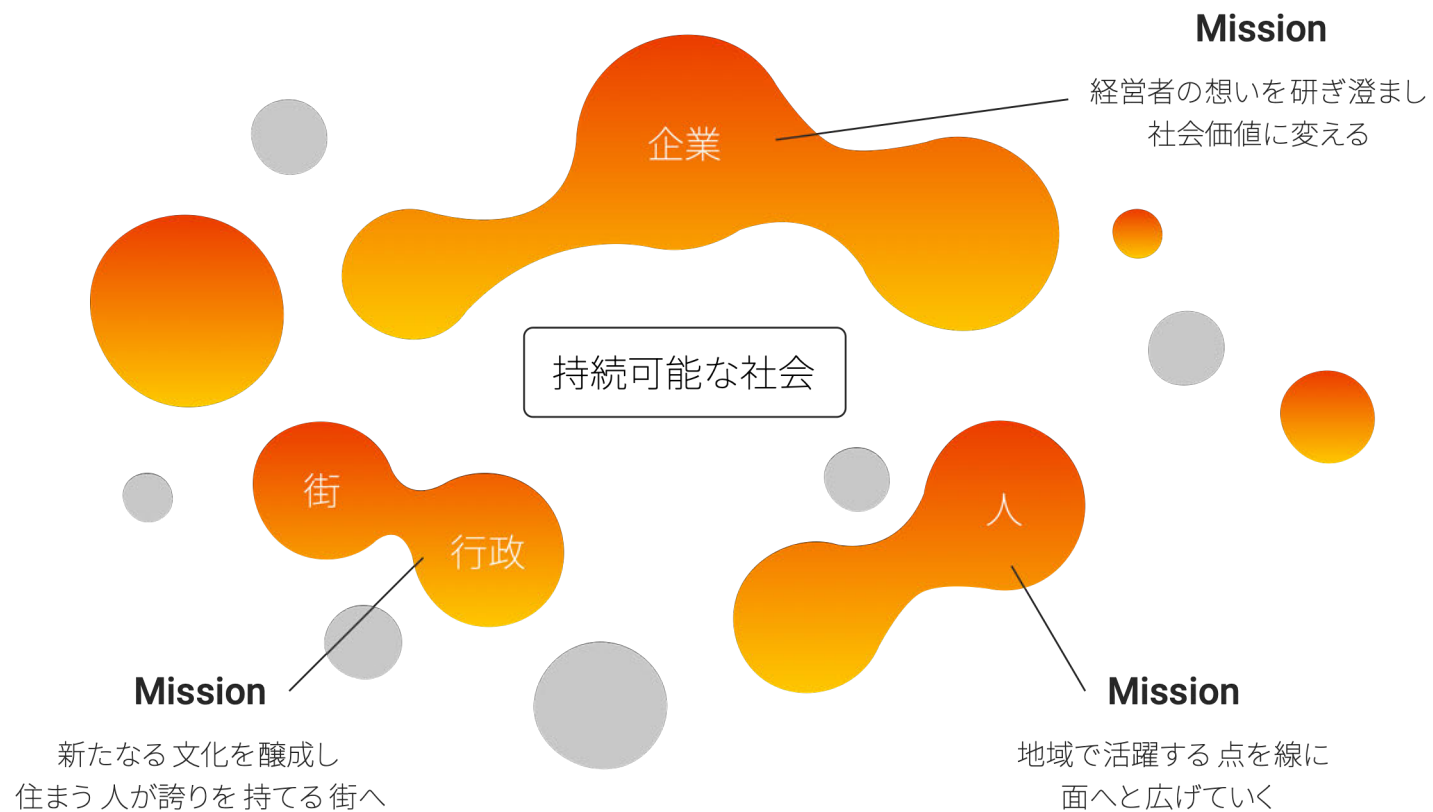 Mission
経営者の想いを研ぎ澄まし
社会価値に変える
企業
持続可能な社会
街
行政
人
Mission
新たなる文化を醸成し
住まう人が誇りを持てる街へ
Mission
地域で活躍する点を線に
面へと広げていく